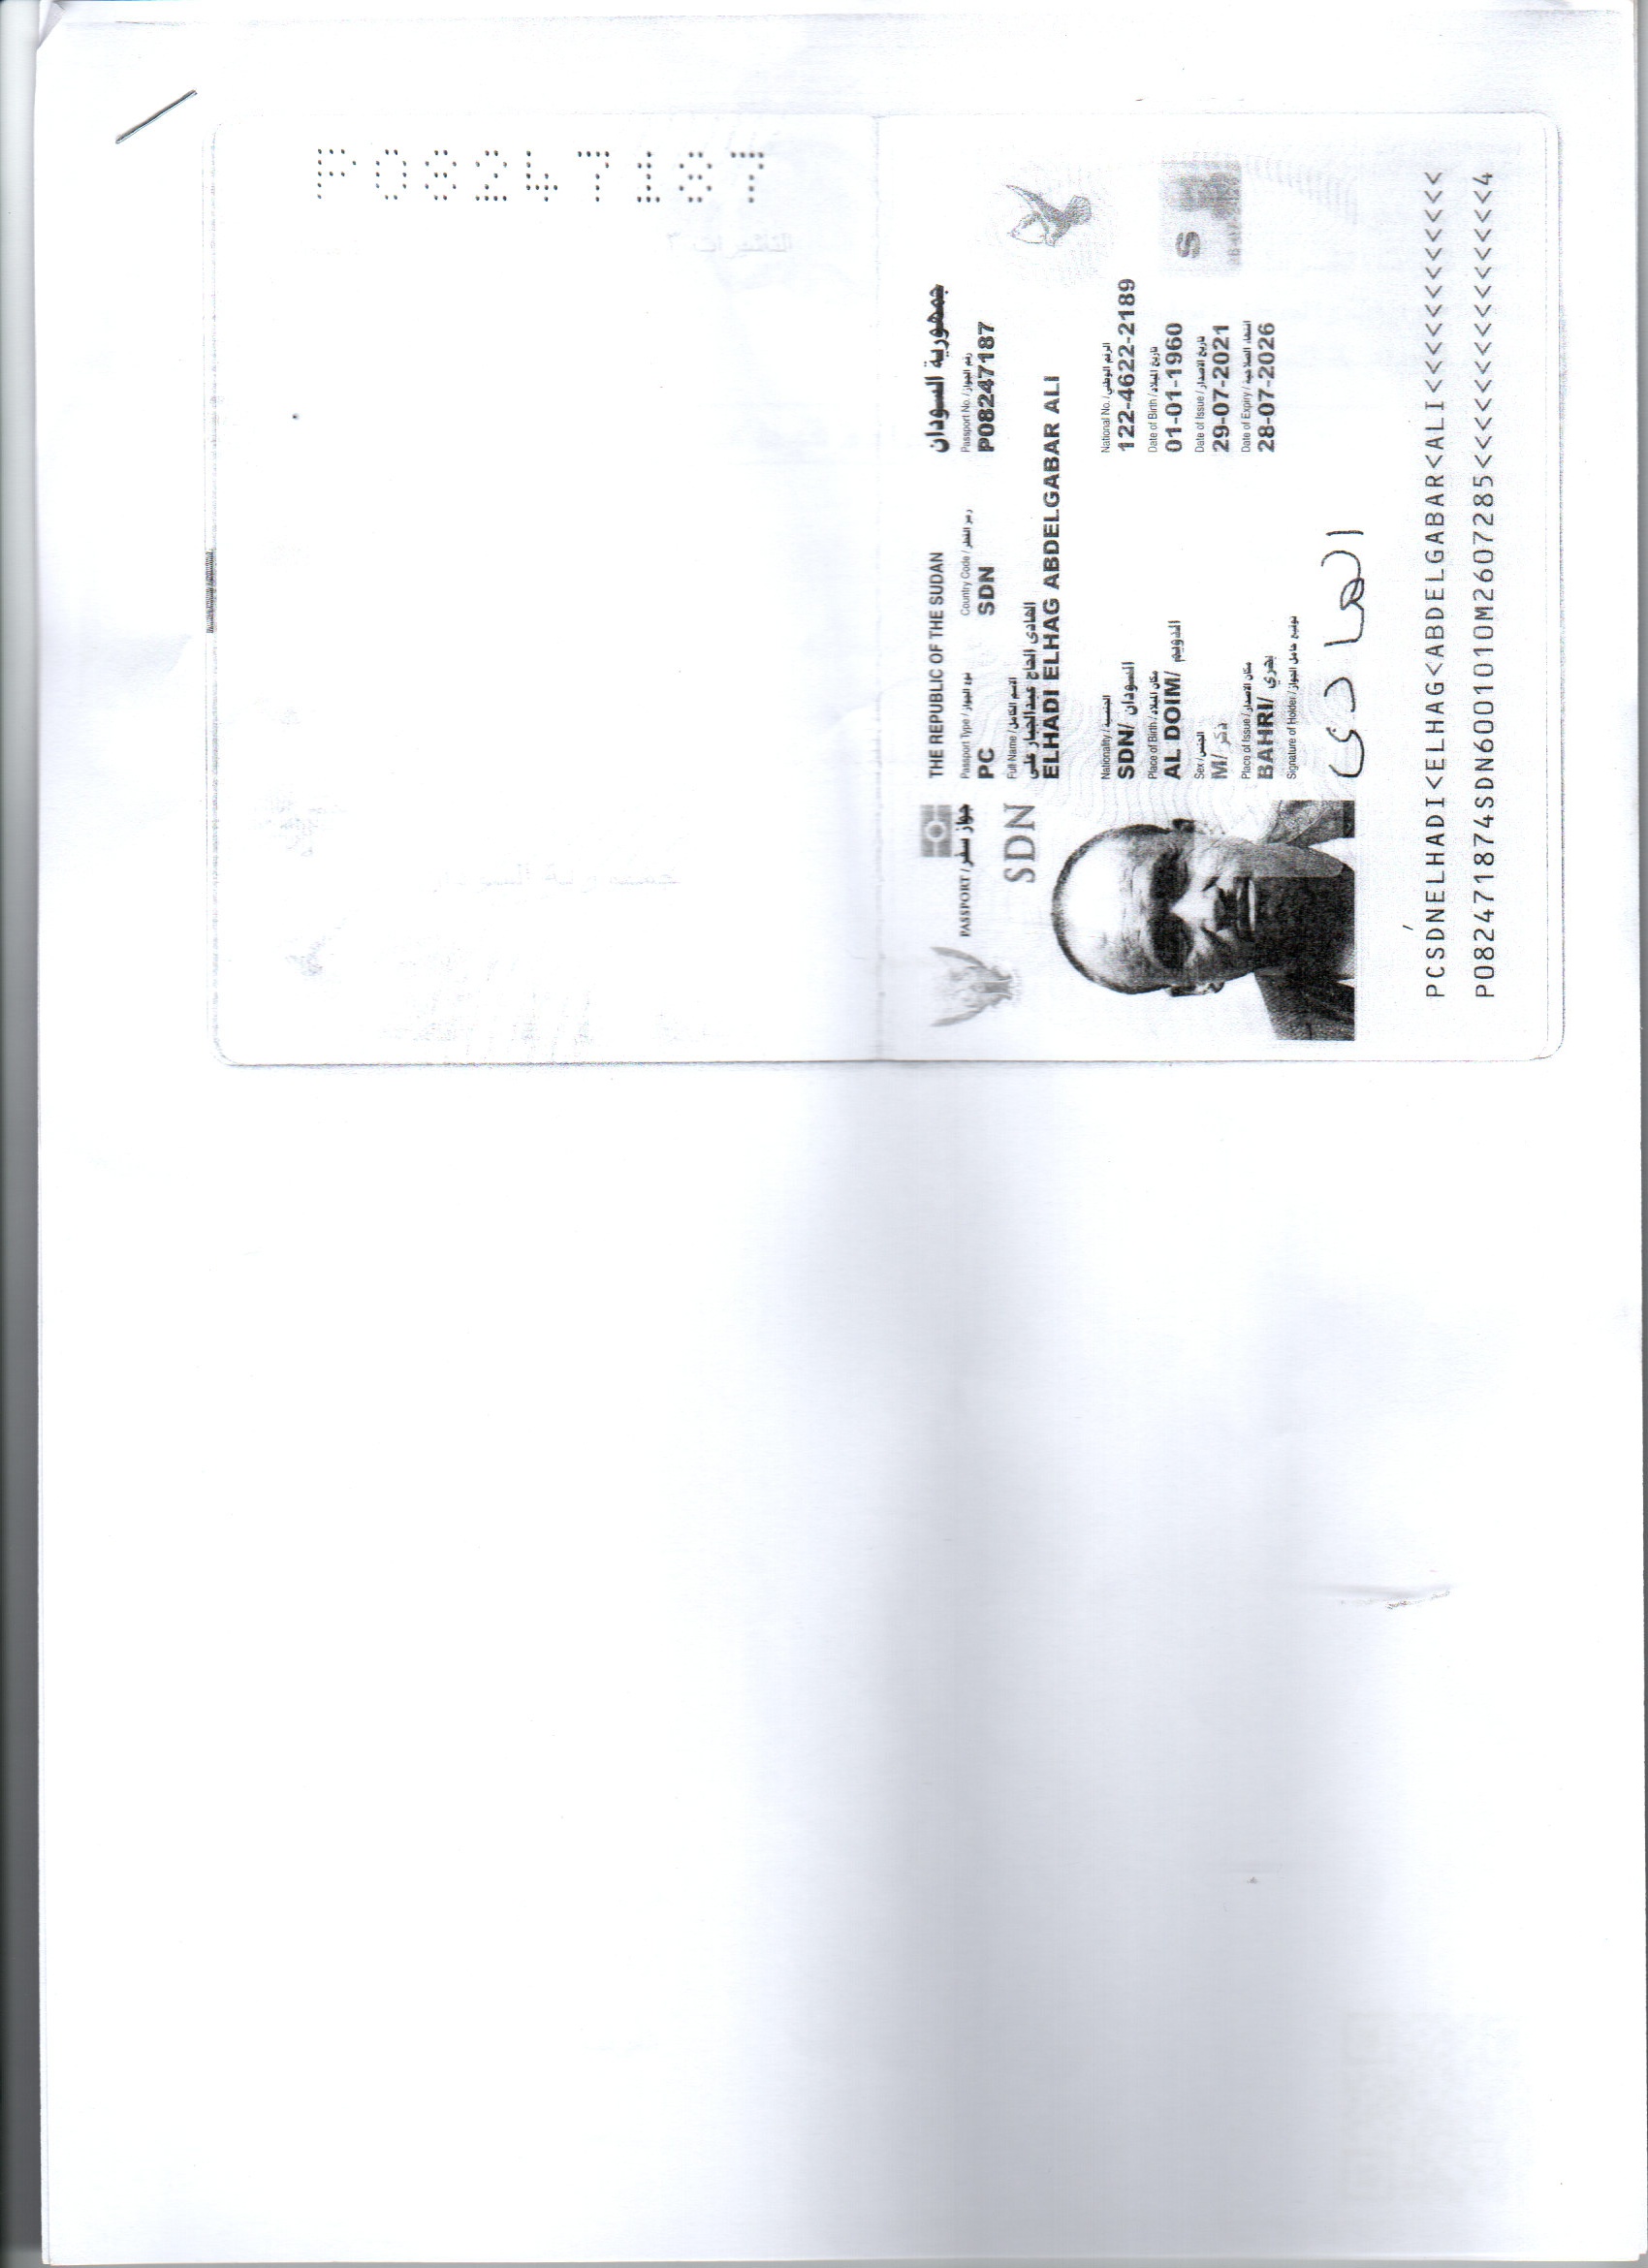 P08247187
التأشيرات ٣
THE REPUBLIC OF THE SUDAN جمهورية السودان
PASSPORT / جواز سفر
SDN
Passport Type / نوع الجواز Country Code / رمز القطر Passport No. / رقم الجواز
PC SDN P08247187
Full Name / الاسم الكامل
الهادى الحاج عبدالجبار على
ELHADI ELHAG ABDELGABAR ALI
Nationality / الجنسية National No. / الرقم الوطني
SDN/ السودان 122-4622-2189
Place of Birth / مكان الميلاد Date of Birth / تاريخ الميلاد
AL DOIM/ الدويم 01-01-1960
Sex / الجنس Date of Issue / تاريخ الاصدار
M/ ذكر 29-07-2021
Place of Issue / مكان الاصدار Date of Expiry / انتهاء الصلاحية
BAHRI/ بحري 28-07-2026
Signature of Holder / توقيع حامل الجواز
S
الهادى
PCSDNELHADI<ELHAG<ABDELGABAR<ALI<<<<<<<<<<<<
P082471874SDN6001010M2607285<<<<<<<<<<<<<<<4